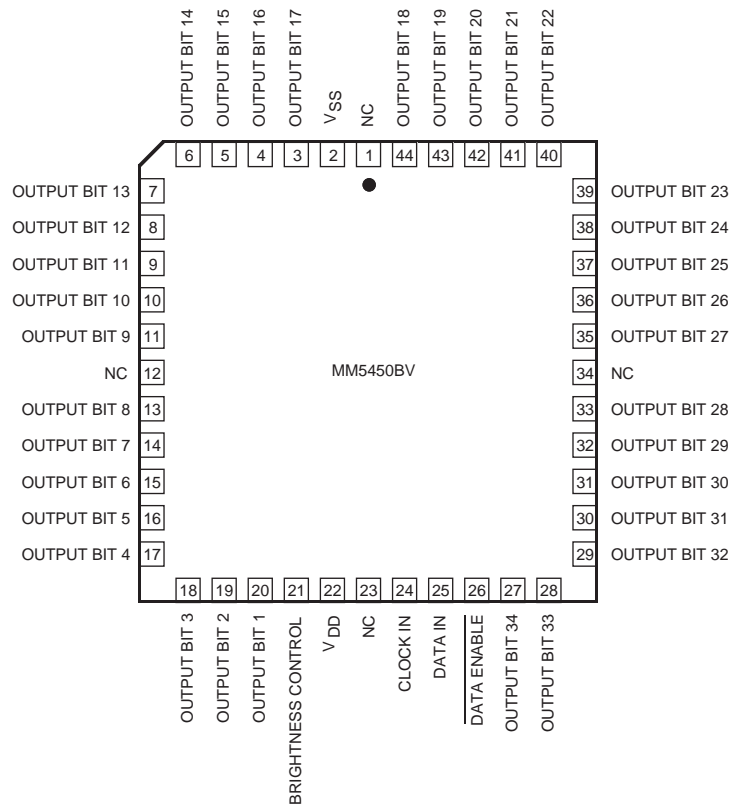 OUTPUT BIT 14
OUTPUT BIT 15
OUTPUT BIT 16
OUTPUT BIT 17
VSS
NC
OUTPUT BIT 18
OUTPUT BIT 19
OUTPUT BIT 20
OUTPUT BIT 21
OUTPUT BIT 22
6 5 4 3 2 1 44 43 42 41 40
OUTPUT BIT 13 7
39 OUTPUT BIT 23
OUTPUT BIT 12 8
38 OUTPUT BIT 24
OUTPUT BIT 11 9
37 OUTPUT BIT 25
OUTPUT BIT 10 10
36 OUTPUT BIT 26
OUTPUT BIT 9 11
35 OUTPUT BIT 27
NC 12
MM5450BV
34 NC
OUTPUT BIT 8 13
33 OUTPUT BIT 28
OUTPUT BIT 7 14
32 OUTPUT BIT 29
OUTPUT BIT 6 15
31 OUTPUT BIT 30
OUTPUT BIT 5 16
30 OUTPUT BIT 31
OUTPUT BIT 4 17
29 OUTPUT BIT 32
18 19 20 21 22 23 24 25 26 27 28
OUTPUT BIT 3
OUTPUT BIT 2
OUTPUT BIT 1
BRIGHTNESS CONTROL
VDD
NC
CLOCK IN
DATA IN
DATA ENABLE
OUTPUT BIT 34
OUTPUT BIT 33